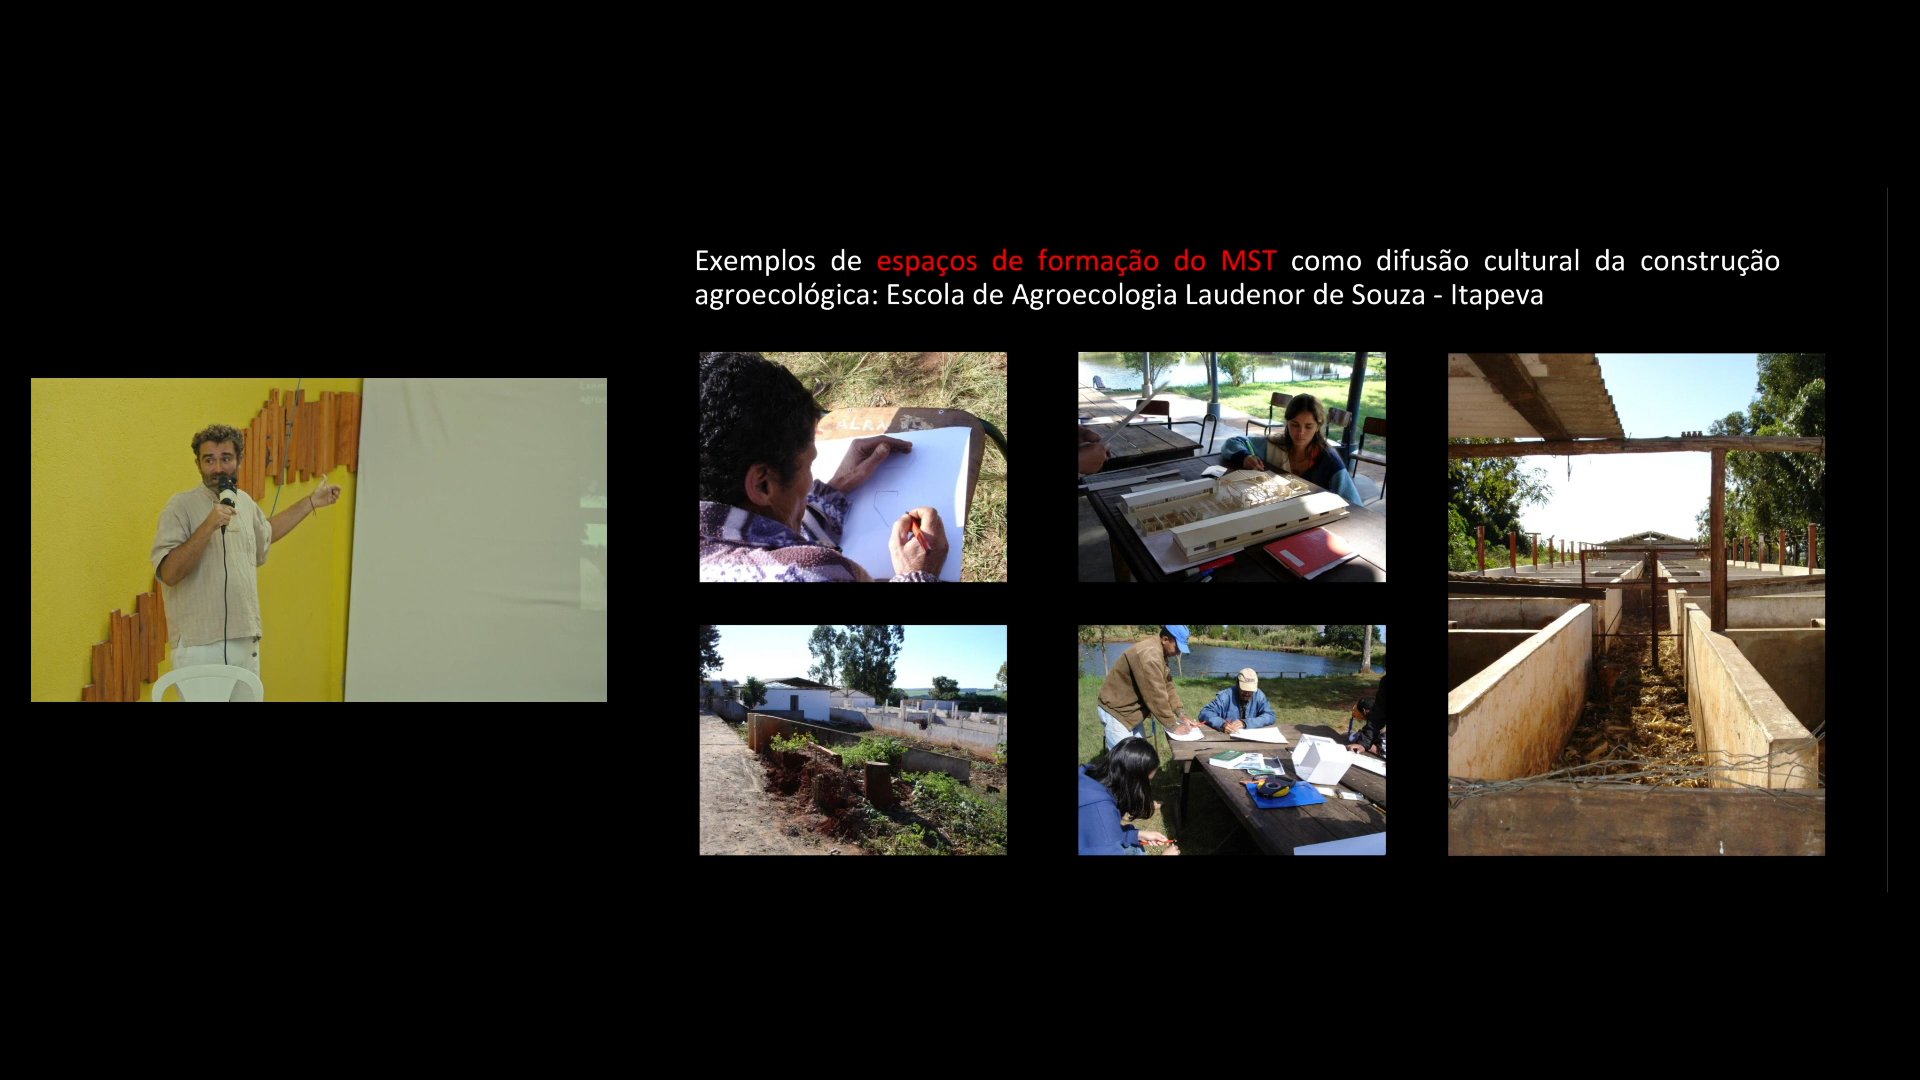 Exemplos de espaços de formação do MST como difusão cultural da construção
agroecológica: Escola de Agroecologia Laudenor de Souza - Itapeva